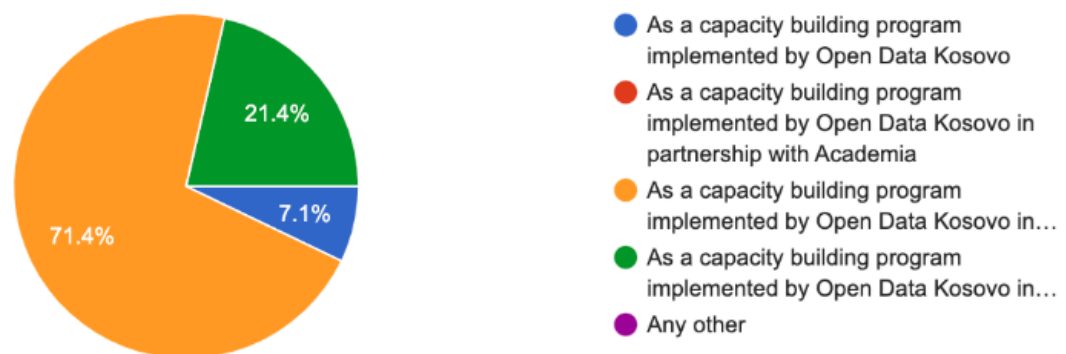 21.4%
7.1%
71.4%
As a capacity building program
implemented by Open Data Kosovo
As a capacity building program
implemented by Open Data Kosovo in
partnership with Academia
As a capacity building program
implemented by Open Data Kosovo in…
As a capacity building program
implemented by Open Data Kosovo in…
Any other